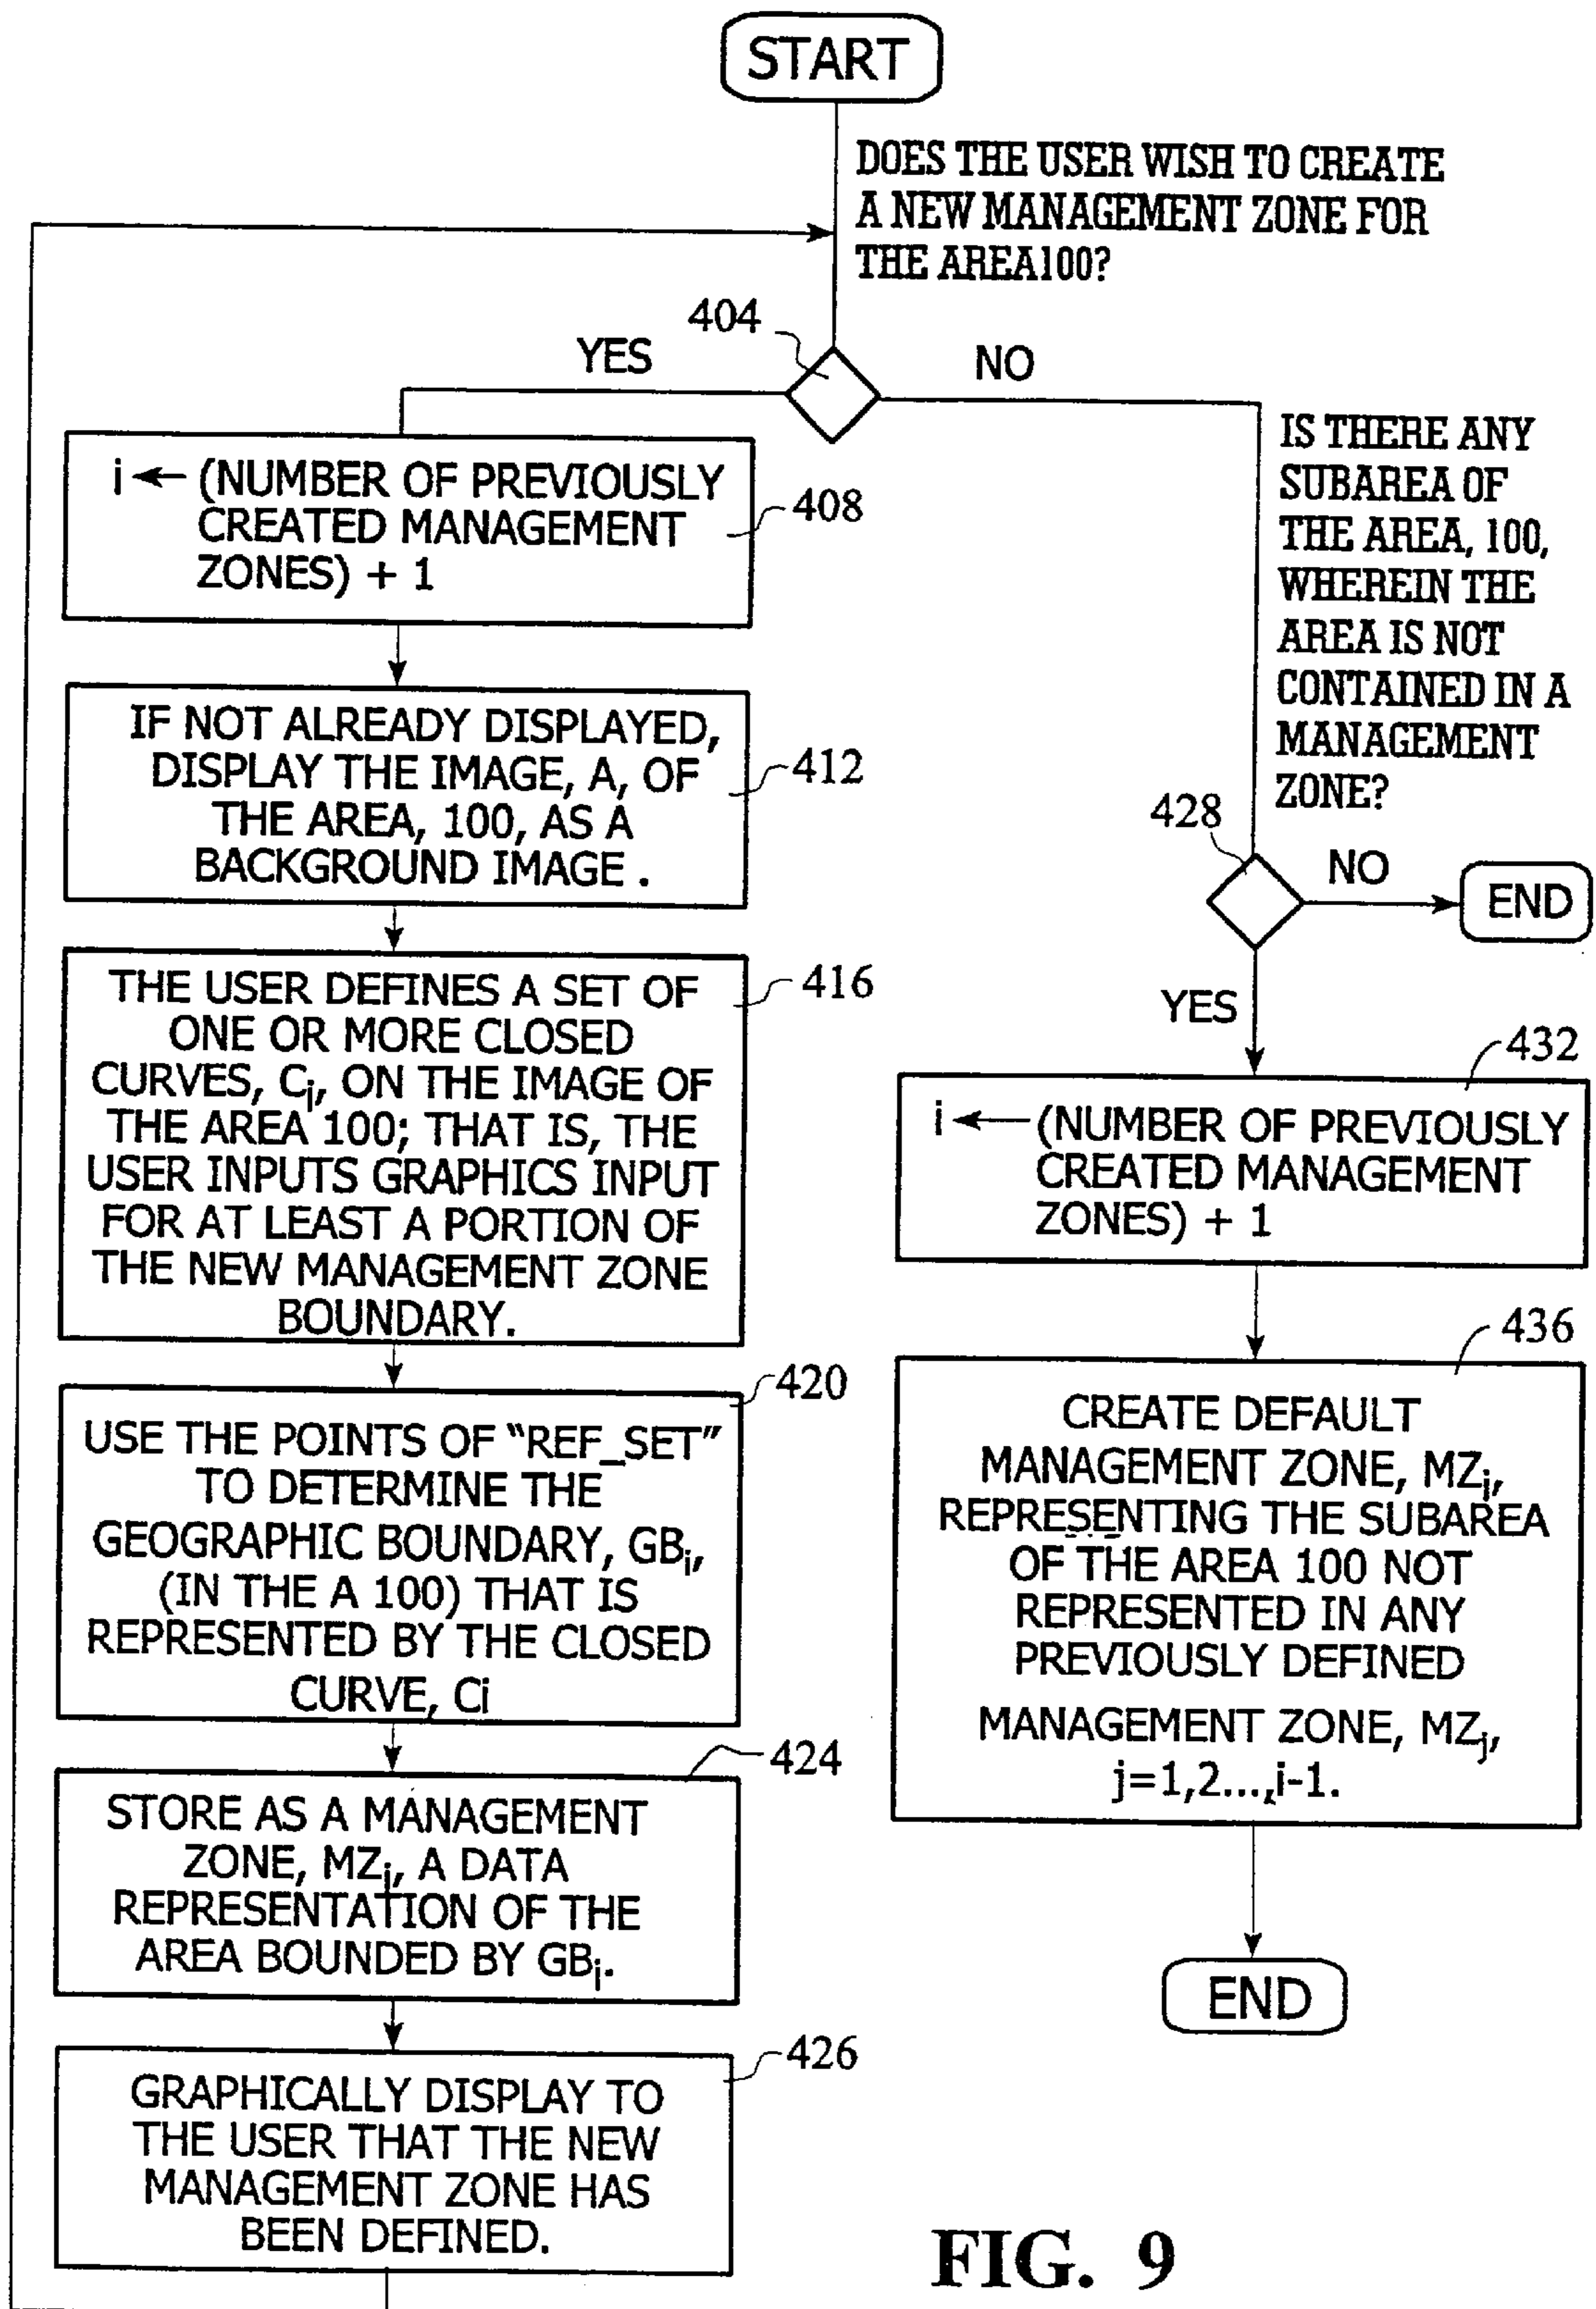 START
DOES THE USER WISH TO CREATE
A NEW MANAGEMENT ZONE FOR
THE AREA100?
404
YES
NO
i ← (NUMBER OF PREVIOUSLY
CREATED MANAGEMENT
ZONES) + 1
408
IF NOT ALREADY DISPLAYED,
DISPLAY THE IMAGE, A, OF
THE AREA, 100, AS A
BACKGROUND IMAGE .
412
THE USER DEFINES A SET OF
ONE OR MORE CLOSED
CURVES, Ci, ON THE IMAGE OF
THE AREA 100; THAT IS, THE
USER INPUTS GRAPHICS INPUT
FOR AT LEAST A PORTION OF
THE NEW MANAGEMENT ZONE
BOUNDARY.
416
USE THE POINTS OF "REF_SET"
TO DETERMINE THE
GEOGRAPHIC BOUNDARY, GBi,
(IN THE A 100) THAT IS
REPRESENTED BY THE CLOSED
CURVE, Ci
420
STORE AS A MANAGEMENT
ZONE, MZi, A DATA
REPRESENTATION OF THE
AREA BOUNDED BY GBi.
424
GRAPHICALLY DISPLAY TO
THE USER THAT THE NEW
MANAGEMENT ZONE HAS
BEEN DEFINED.
426
IS THERE ANY
SUBAREA OF
THE AREA, 100,
WHEREIN THE
AREA IS NOT
CONTAINED IN A
MANAGEMENT
ZONE?
428
NO
END
YES
432
i ← (NUMBER OF PREVIOUSLY
CREATED MANAGEMENT
ZONES) + 1
436
CREATE DEFAULT
MANAGEMENT ZONE, MZi,
REPRESENTING THE SUBAREA
OF THE AREA 100 NOT
REPRESENTED IN ANY
PREVIOUSLY DEFINED
MANAGEMENT ZONE, MZj,
j=1,2...,i-1.
END
FIG. 9